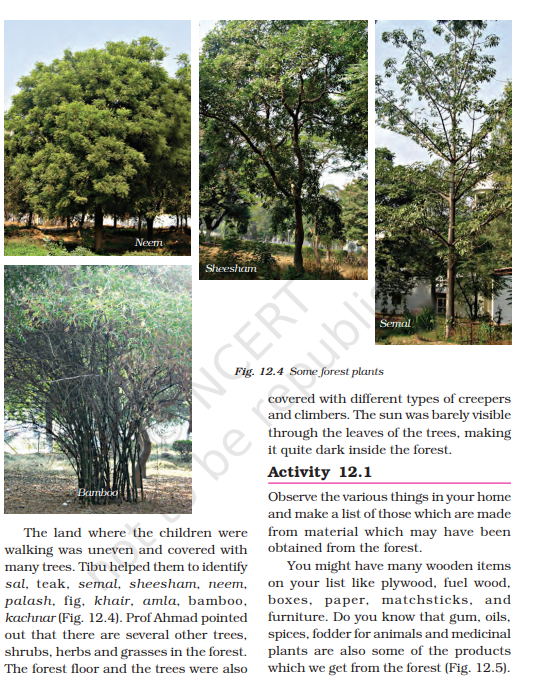 Neem
Sheesham
Semal
Bamboo
Fig. 12.4 Some forest plants
The land where the children were
walking was uneven and covered with
many trees. Tibu helped them to identify
sal, teak, semal, sheesham, neem,
palash, fig, khair, amla, bamboo,
kachnar (Fig. 12.4). Prof Ahmad pointed
out that there are several other trees,
shrubs, herbs and grasses in the forest.
The forest floor and the trees were also
covered with different types of creepers
and climbers. The sun was barely visible
through the leaves of the trees, making
it quite dark inside the forest.
Activity 12.1
Observe the various things in your home
and make a list of those which are made
from material which may have been
obtained from the forest.
You might have many wooden items
on your list like plywood, fuel wood,
boxes, paper, matchsticks, and
furniture. Do you know that gum, oils,
spices, fodder for animals and medicinal
plants are also some of the products
which we get from the forest (Fig. 12.5).
NCERT
not to be republi